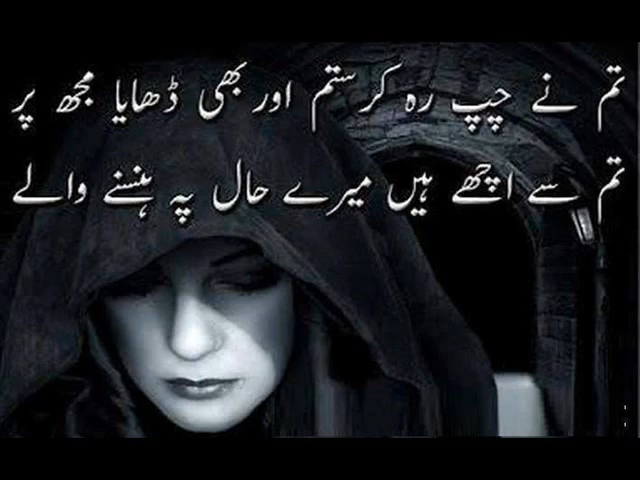 تم نے چپ رہ کر ستم اور بھی ڈھایا مجھ پر
تم سے اچھے ہیں میرے حال پہ ہنسنے والے